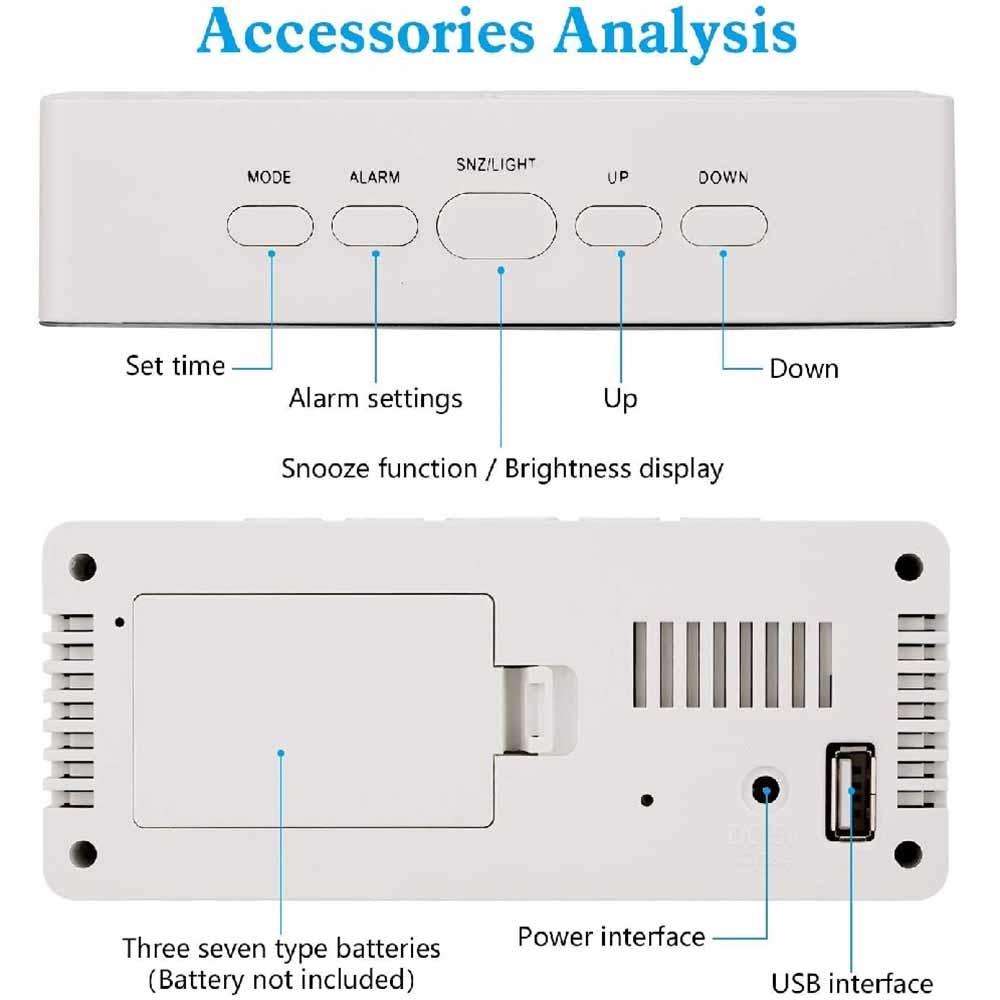 Accessories Analysis
MODE
ALARM
SNZ/LIGHT
UP
DOWN
Set time
Alarm settings
Up
Down
Snooze function / Brightness display
Three seven type batteries
(Battery not included)
Power interface
USB interface